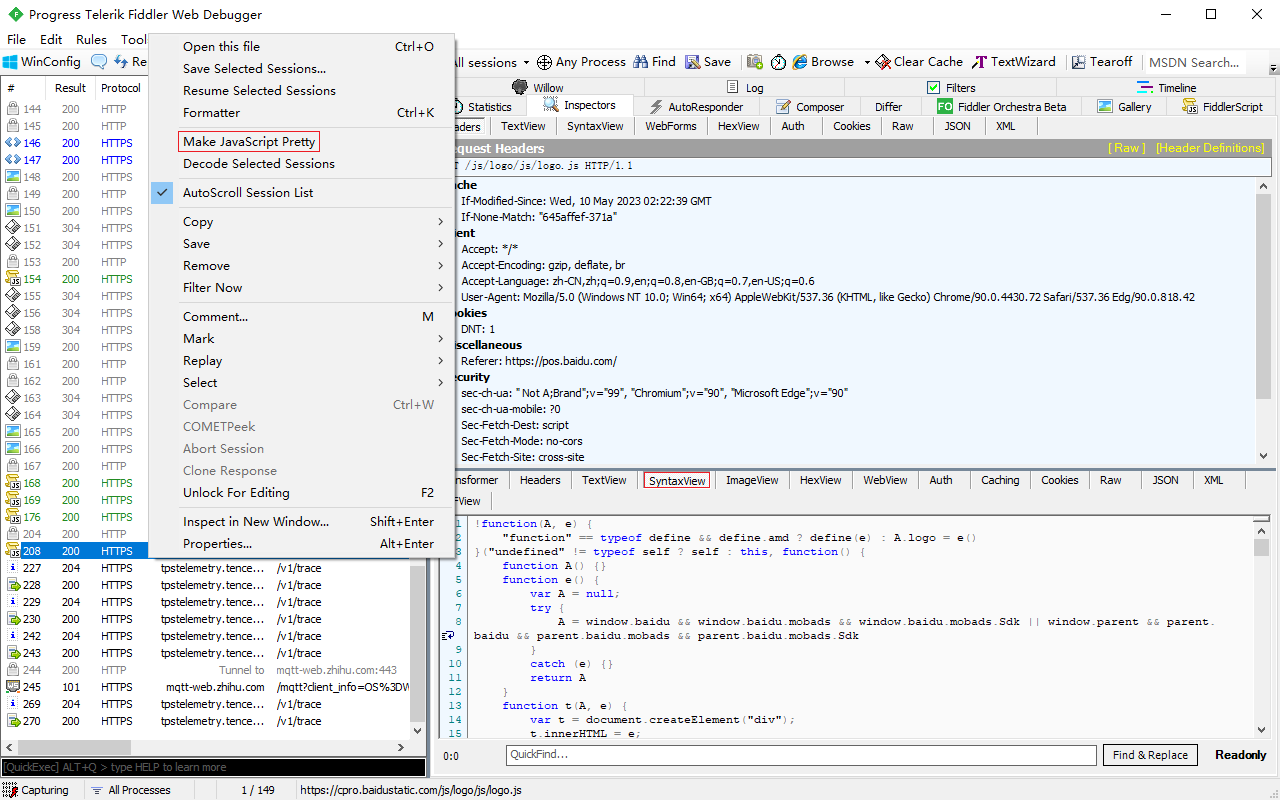 Progress Telerik Fiddler Web Debugger
File Edit Rules Tool
WinConfig Re
ll sessions Any Process Find Save Browse Clear Cache TextWizard Tearoff MSDN Search...
# Result Protocol
144 200 HTTP
145 200 HTTP
146 200 HTTPS
147 200 HTTPS
148 200 HTTPS
149 200 HTTP
150 200 HTTPS
151 304 HTTPS
152 304 HTTPS
153 200 HTTP
154 200 HTTPS
155 304 HTTPS
156 304 HTTPS
158 304 HTTPS
159 200 HTTPS
161 200 HTTP
162 200 HTTP
163 304 HTTPS
164 304 HTTPS
165 200 HTTPS
166 200 HTTPS
167 200 HTTP
168 200 HTTPS
169 200 HTTPS
176 200 HTTPS
204 200 HTTP
208 200 HTTPS
227 204 HTTPS tpstelemetry.tence... /v1/trace
228 200 HTTPS tpstelemetry.tence... /v1/trace
229 204 HTTPS tpstelemetry.tence... /v1/trace
230 200 HTTPS tpstelemetry.tence... /v1/trace
242 204 HTTPS tpstelemetry.tence... /v1/trace
243 200 HTTPS tpstelemetry.tence... /v1/trace
244 200 HTTP Tunnel to mqtt-web.zhihu.com:443
245 101 HTTPS mqtt-web.zhihu.com /mqtt?client_info=OS%3DW
269 204 HTTPS tpstelemetry.tence... /v1/trace
270 200 HTTPS tpstelemetry.tence... /v1/trace
[QuickExec] ALT+Q > type HELP to learn more
Open this file Ctrl+O
Save Selected Sessions...
Resume Selected Sessions
Formatter Ctrl+K
Make JavaScript Pretty
Decode Selected Sessions
AutoScroll Session List
Copy
Save
Remove
Filter Now
Comment... M
Mark
Replay
Select
Compare Ctrl+W
COMETPeek
Abort Session
Clone Response
Unlock For Editing F2
Inspect in New Window... Shift+Enter
Properties... Alt+Enter
Willow Log Filters Timeline
Statistics Inspectors AutoResponder Composer Differ FO Fiddler Orchestra Beta Gallery FiddlerScript
aders TextView SyntaxView WebForms HexView Auth Cookies Raw JSON XML
equest Headers [ Raw ] [Header Definitions]
T /js/logo/js/logo.js HTTP/1.1
che
If-Modified-Since: Wed, 10 May 2023 02:22:39 GMT
If-None-Match: "645affef-371a"
ent
Accept: */*
Accept-Encoding: gzip, deflate, br
Accept-Language: zh-CN,zh;q=0.9,en;q=0.8,en-GB;q=0.7,en-US;q=0.6
User-Agent: Mozilla/5.0 (Windows NT 10.0; Win64; x64) AppleWebKit/537.36 (KHTML, like Gecko) Chrome/90.0.4430.72 Safari/537.36 Edg/90.0.818.42
okies
DNT: 1
scellaneous
Referer: https://pos.baidu.com/
curity
sec-ch-ua: " Not A;Brand";v="99", "Chromium";v="90", "Microsoft Edge";v="90"
sec-ch-ua-mobile: ?0
Sec-Fetch-Dest: script
Sec-Fetch-Mode: no-cors
Sec-Fetch-Site: cross-site
nsformer Headers TextView SyntaxView ImageView HexView WebView Auth Caching Cookies Raw JSON XML
View
1 !function(A, e) {
2 "function" == typeof define && define.amd ? define(e) : A.logo = e()
3 }("undefined" != typeof self ? self : this, function() {
4 function A() {}
5 function e() {
6 var A = null;
7 try {
8 A = window.baidu && window.baidu.mobads && window.baidu.mobads.Sdk || window.parent && parent.
baidu && parent.baidu.mobads && parent.baidu.mobads.Sdk
9 }
10 catch (e) {}
11 return A
12 }
13 function t(A, e) {
14 var t = document.createElement("div");
15 t.innerHTML = e;
0:0 QuickFind... Find & Replace Readonly
Capturing All Processes 1 / 149 https://cpro.baidustatic.com/js/logo/js/logo.js